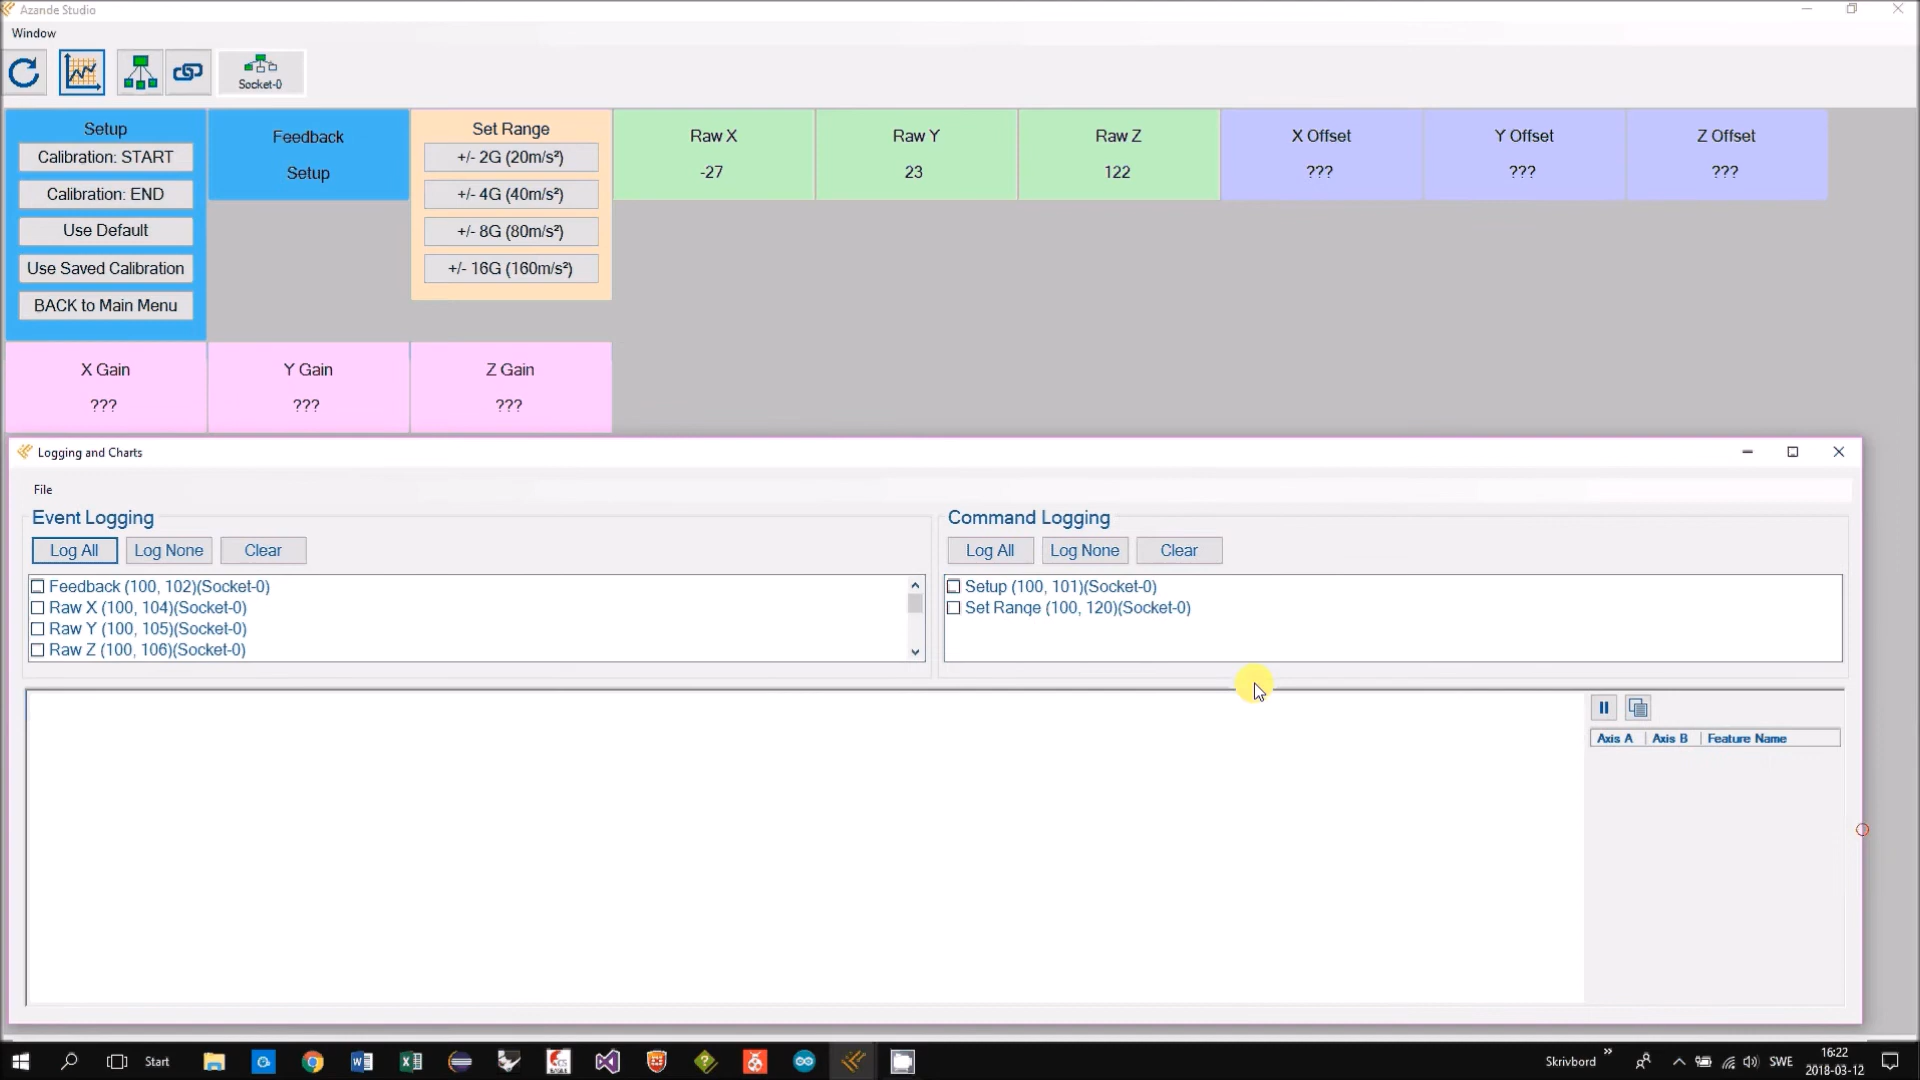 Azande Studio
Window
Socket-0
Setup
Calibration: START
Calibration: END
Use Default
Use Saved Calibration
BACK to Main Menu
Feedback
Setup
Set Range
+/- 2G (20m/s²)
+/- 4G (40m/s²)
+/- 8G (80m/s²)
+/- 16G (160m/s²)
Raw X
-27
Raw Y
23
Raw Z
122
X Offset
???
Y Offset
???
Z Offset
???
X Gain
???
Y Gain
???
Z Gain
???
Logging and Charts
File
Event Logging
Log All Log None Clear
Feedback (100, 102)(Socket-0)
Raw X (100, 104)(Socket-0)
Raw Y (100, 105)(Socket-0)
Raw Z (100, 106)(Socket-0)
Command Logging
Log All Log None Clear
Setup (100, 101)(Socket-0)
Set Range (100, 120)(Socket-0)
Axis A Axis B Feature Name
Start
Skrivbord
SWE
16:22
2018-03-12